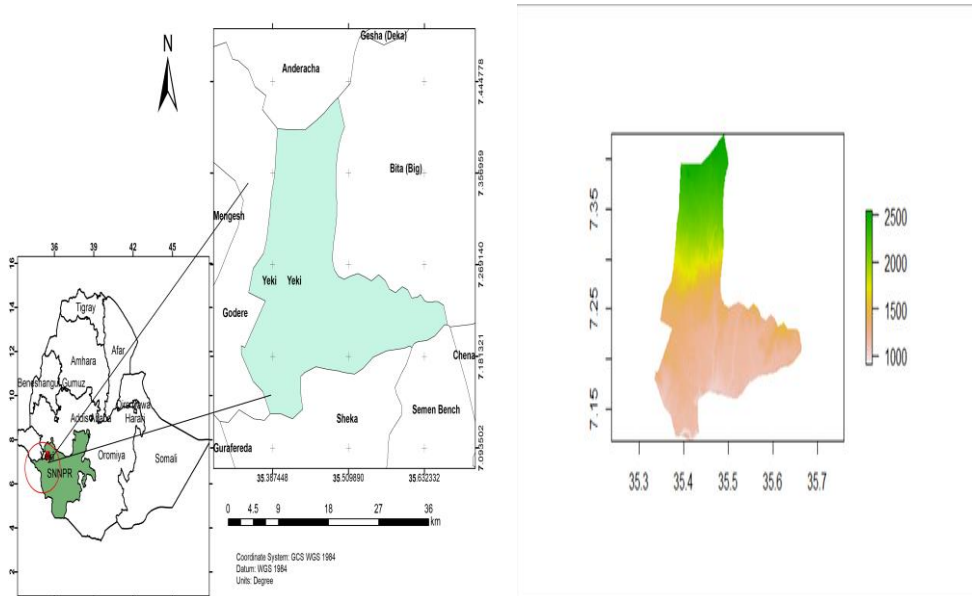 N
Gesha (Deka)
Anderacha
7.444778
Bita (Big)
7.356959
Mengesh
36 39 42 45
7.269140
Yeki Yeki
Godere
16
14
Tigray
12
Afar
Amhara
7.181321
Chena
Beneshangul Gumuz
10
Addis Ababa
Harari
Semen Bench
Sheka
8
Oromiya
Somali
SNNPR
Gurafereda
7.093502
6
4
2
35.387448 35.509890 35.632332
0 4.5 9 18 27 36
km
Coordinate System: GCS WGS 1984
Datum: WGS 1984
Units: Degree
7.35
7.25
7.15
35.3 35.4 35.5 35.6 35.7
2500
2000
1500
1000